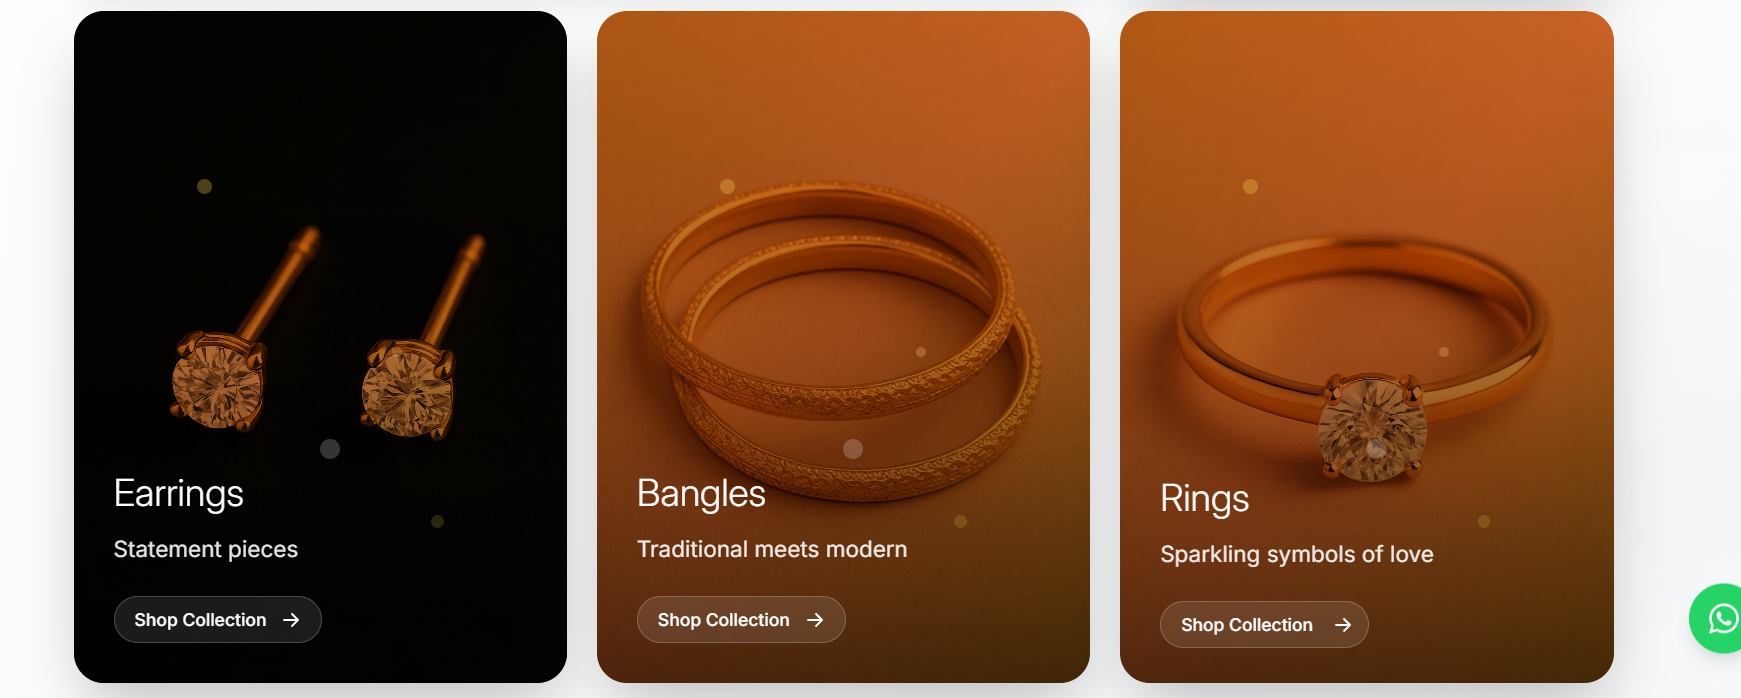 Earrings
Statement pieces
Shop Collection
Bangles
Traditional meets modern
Shop Collection
Rings
Sparkling symbols of love
Shop Collection